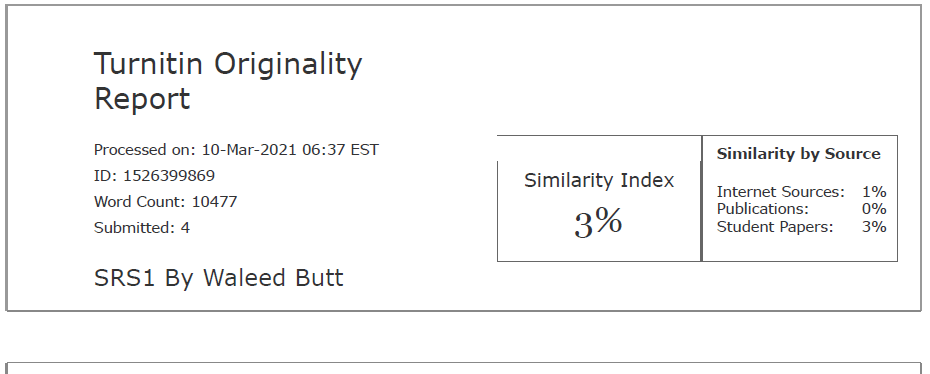 Turnitin Originality
Report
Processed on: 10-Mar-2021 06:37 EST
ID: 1526399869
Word Count: 10477
Submitted: 4
SRS1 By Waleed Butt
Similarity Index
3%
Similarity by Source
Internet Sources: 1%
Publications: 0%
Student Papers: 3%